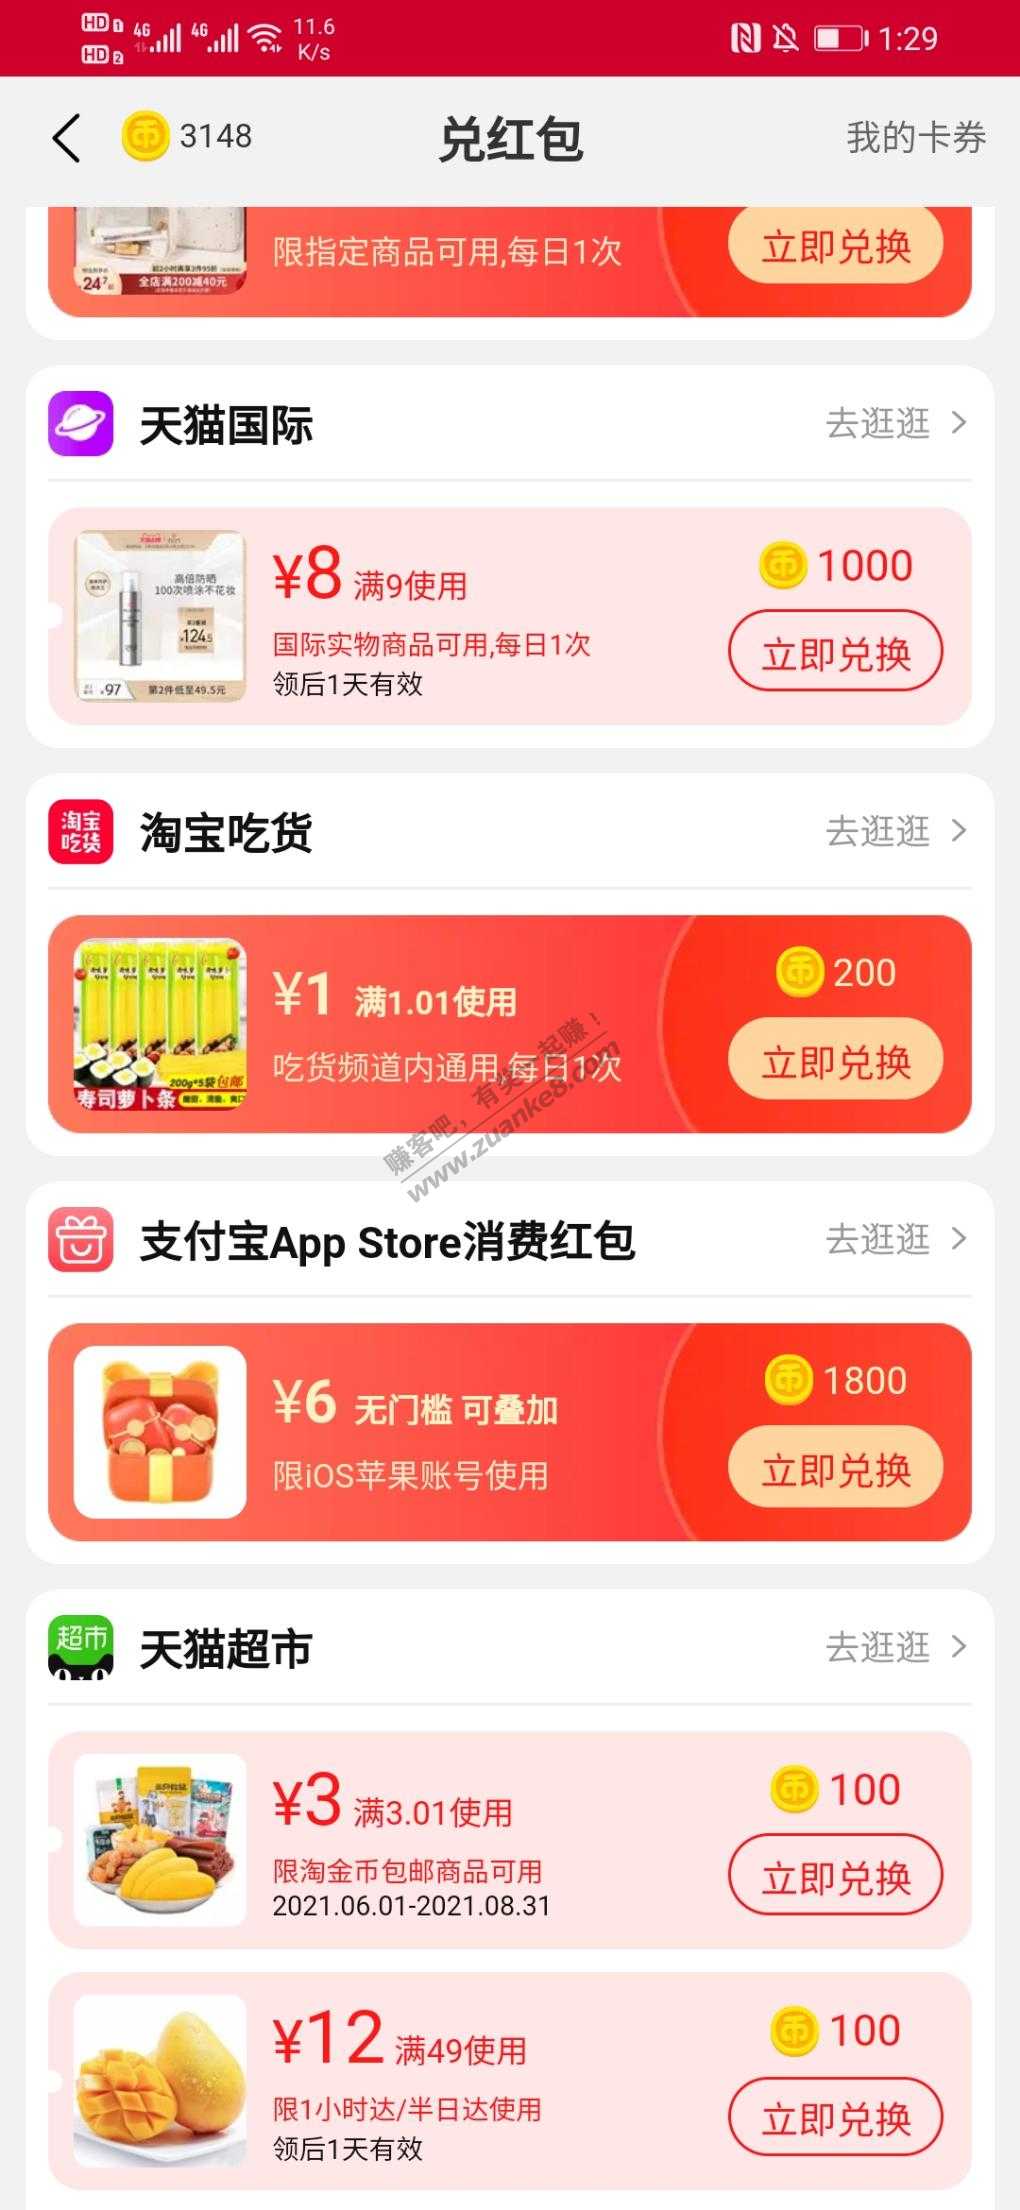 HD 1 4G 4G 11.6
HD 2 K/s
1:29
币 3148
兑红包
我的卡券
全店满200减40元
限指定商品可用,每日1次
立即兑换
天猫国际
去逛逛
高倍防晒
100次喷涂不花妆
¥124.5
¥97
第2件低至49.5元
¥8 满9使用
国际实物商品可用,每日1次
领后1天有效
币 1000
立即兑换
淘宝
吃货
淘宝吃货
去逛逛
200g*5袋包邮
寿司萝卜条
¥1 满1.01使用
吃货频道内通用,每日1次
币 200
立即兑换
赚客吧，有奖一起赚！
www.zuanke8.com
支付宝App Store消费红包
去逛逛
¥6 无门槛 可叠加
限iOS苹果账号使用
币 1800
立即兑换
超市
天猫超市
去逛逛
¥3 满3.01使用
限淘金币包邮商品可用
2021.06.01-2021.08.31
币 100
立即兑换
¥12 满49使用
限1小时达/半日达使用
领后1天有效
币 100
立即兑换